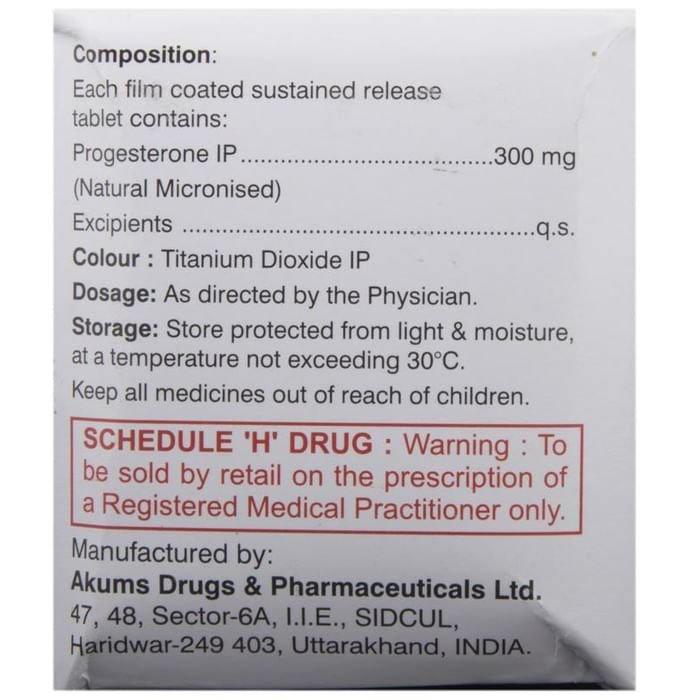 Composition:
Each film coated sustained release
tablet contains:
Progesterone IP......................................300 mg
(Natural Micronised)
Excipients .....................................................q.s.
Colour : Titanium Dioxide IP
Dosage: As directed by the Physician.
Storage: Store protected from light & moisture,
at a temperature not exceeding 30°C.
Keep all medicines out of reach of children.
SCHEDULE 'H' DRUG : Warning : To
be sold by retail on the prescription of
a Registered Medical Practitioner only.
Manufactured by:
Akums Drugs & Pharmaceuticals Ltd.
47, 48, Sector-6A, I.I.E., SIDCUL,
Haridwar-249 403, Uttarakhand, INDIA.